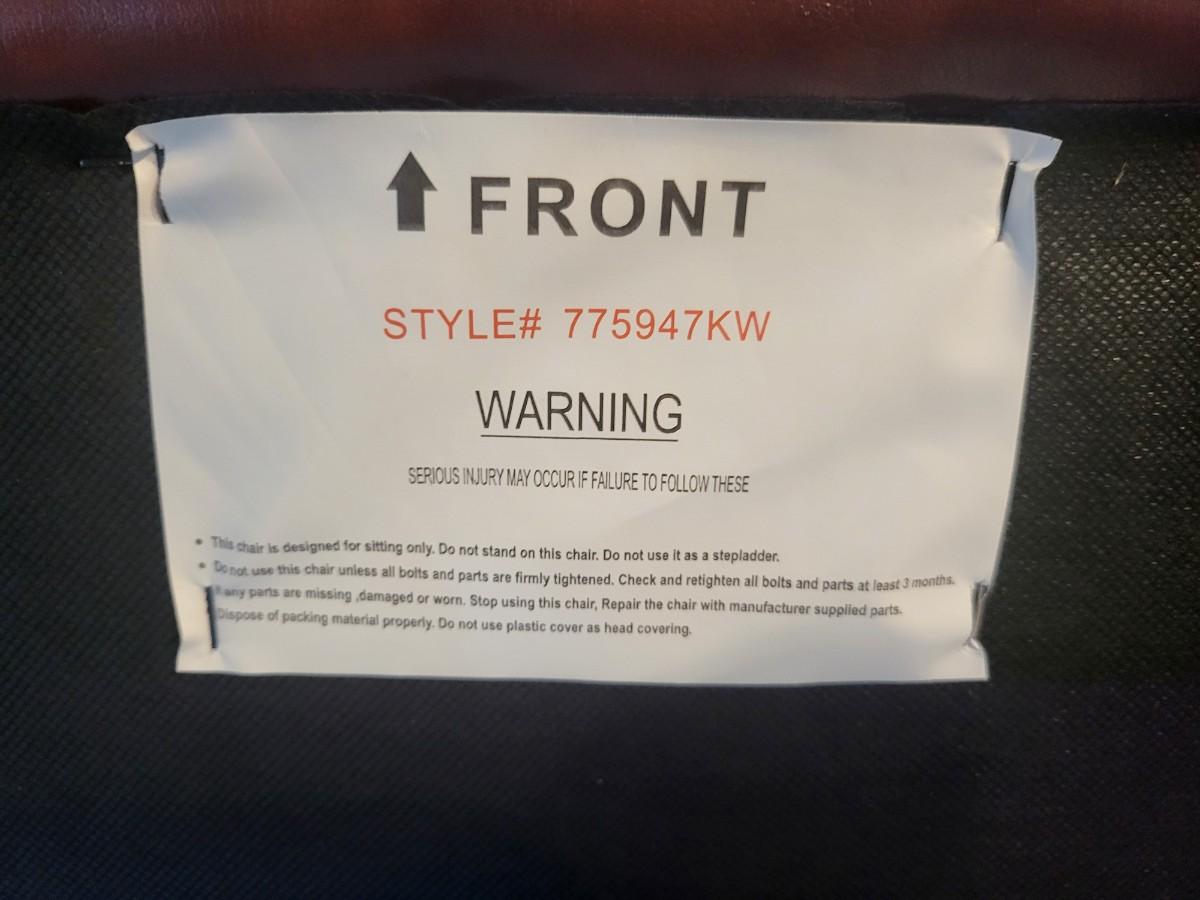 FRONT
STYLE# 775947KW
WARNING
SERIOUS INJURY MAY OCCUR IF FAILURE TO FOLLOW THESE
• This chair is designed for sitting only. Do not stand on this chair. Do not use it as a stepladder.
• Do not use this chair unless all bolts and parts are firmly tightened. Check and retighten all bolts and parts at least 3 months.
If any parts are missing ,damaged or worn. Stop using this chair, Repair the chair with manufacturer supplied parts.
Dispose of packing material properly. Do not use plastic cover as head covering.